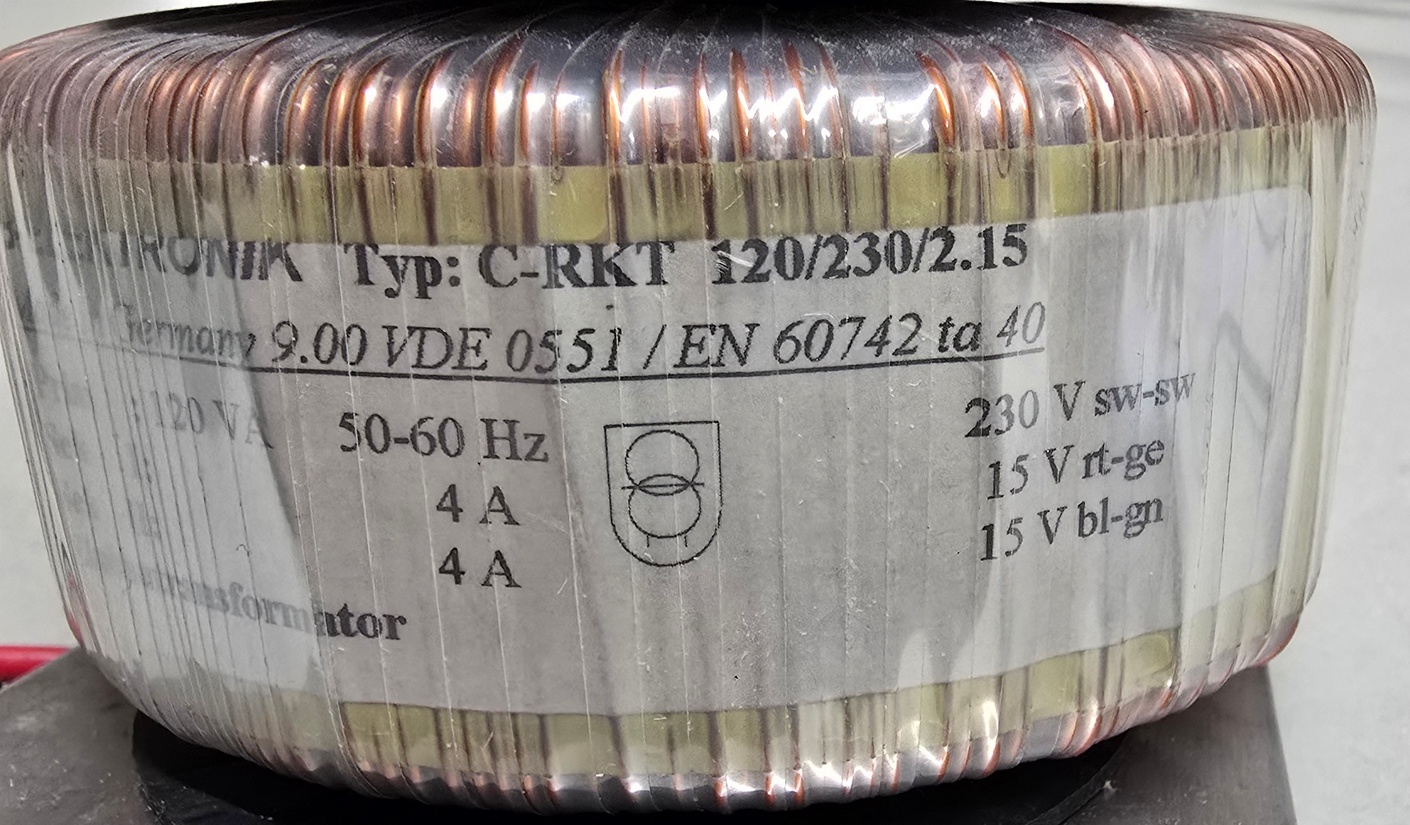 Typ: C-RKT 120/230/2.15
Germany 9.00 VDE 0551 / EN 60742 ta 40
120 VA 50-60 Hz 230 V sw-sw
4 A 15 V rt-ge
4 A 15 V bl-gn